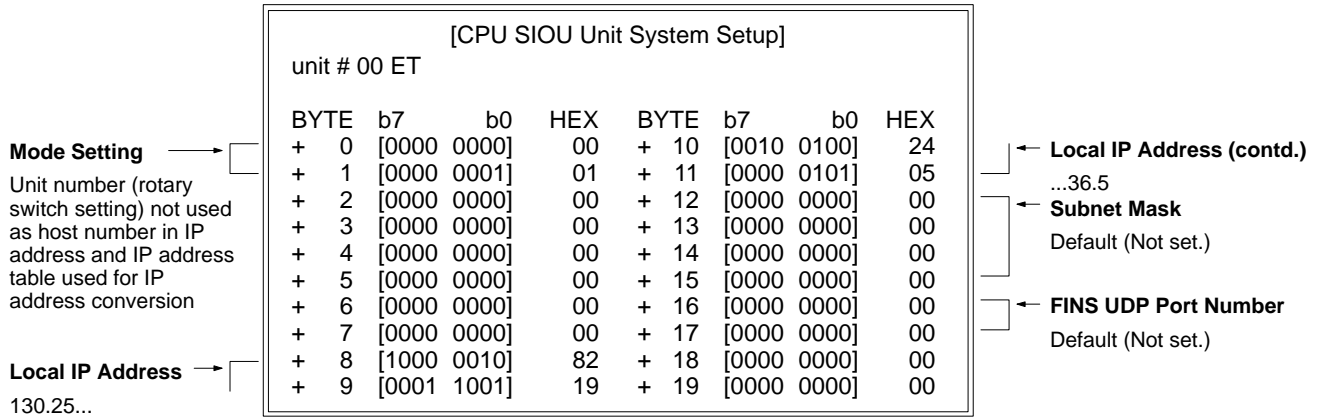 [CPU SIOU Unit System Setup]
unit # 00 ET
BYTE b7 b0 HEX BYTE b7 b0 HEX
+ 0 [0000 0000] 00 + 10 [0010 0100] 24
+ 1 [0000 0001] 01 + 11 [0000 0101] 05
+ 2 [0000 0000] 00 + 12 [0000 0000] 00
+ 3 [0000 0000] 00 + 13 [0000 0000] 00
+ 4 [0000 0000] 00 + 14 [0000 0000] 00
+ 5 [0000 0000] 00 + 15 [0000 0000] 00
+ 6 [0000 0000] 00 + 16 [0000 0000] 00
+ 7 [0000 0000] 00 + 17 [0000 0000] 00
+ 8 [1000 0010] 82 + 18 [0000 0000] 00
+ 9 [0001 1001] 19 + 19 [0000 0000] 00
Mode Setting
Unit number (rotary
switch setting) not used
as host number in IP
address and IP address
table used for IP
address conversion
Local IP Address
130.25...
Local IP Address (contd.)
...36.5
Subnet Mask
Default (Not set.)
FINS UDP Port Number
Default (Not set.)